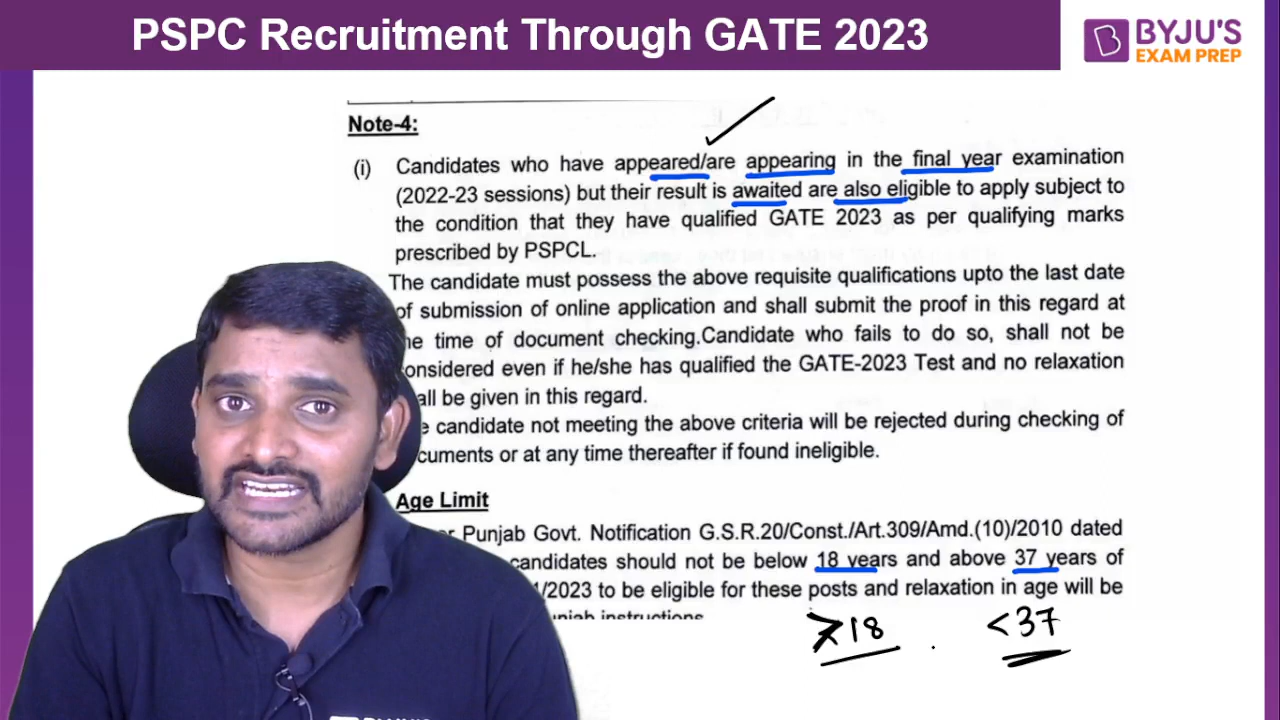 PSPC Recruitment Through GATE 2023
BYJU'S
EXAM PREP
Note-4:
(i) Candidates who have appeared/are appearing in the final year examination
(2022-23 sessions) but their result is awaited are also eligible to apply subject to
the condition that they have qualified GATE 2023 as per qualifying marks
prescribed by PSPCL.
The candidate must possess the above requisite qualifications upto the last date
of submission of online application and shall submit the proof in this regard at
he time of document checking.Candidate who fails to do so, shall not be
onsidered even if he/she has qualified the GATE-2023 Test and no relaxation
all be given in this regard.
e candidate not meeting the above criteria will be rejected during checking of
cuments or at any time thereafter if found ineligible.
Age Limit
r Punjab Govt. Notification G.S.R.20/Const./Art.309/Amd.(10)/2010 dated
candidates should not be below 18 years and above 37 years of
/2023 to be eligible for these posts and relaxation in age will be
instructions
>18 <37